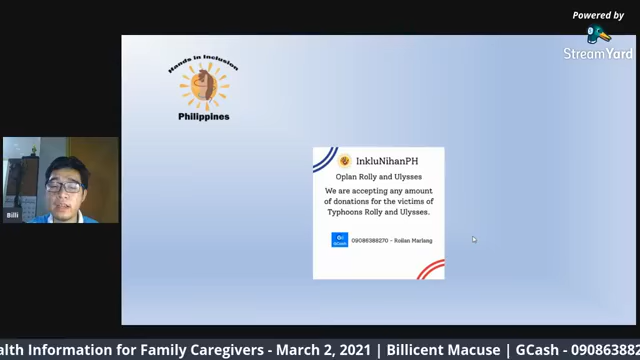 Powered by
StreamYard
Hands in Inclusion
Philippines
InkluNihanPH
Oplan Rolly and Ulysses
We are accepting any amount
of donations for the victims of
Typhoons Rolly and Ulysses.
GCash
09086388270 - Roilan Marlang
Billi
alth Information for Family Caregivers - March 2, 2021 | Billicent Macuse | GCash - 090863882